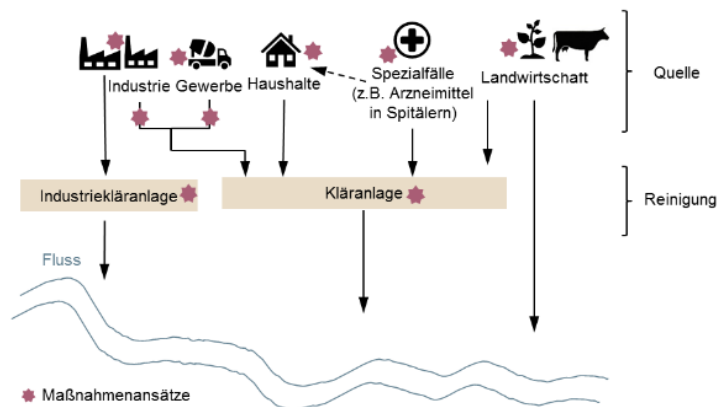 Industrie Gewerbe
Haushalte
Spezialfälle
(z.B. Arzneimittel
in Spitälern)
Landwirtschaft
Quelle
Industriekläranlage
Kläranlage
Reinigung
Fluss
Maßnahmenansätze